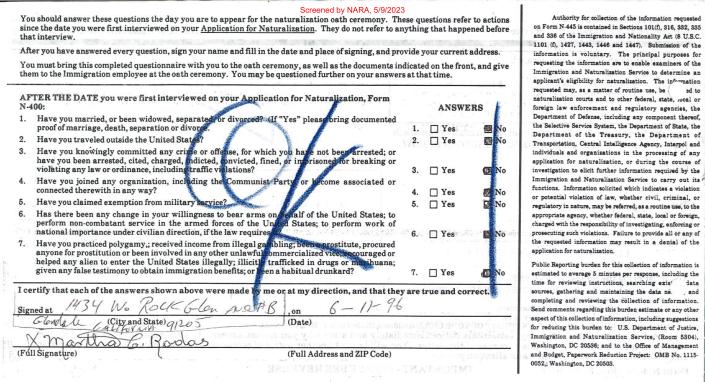 Screened by NARA, 5/9/2023
You should answer these questions the day you are to appear for the naturalization oath ceremony. These questions refer to actions
since the date you were first interviewed on your Application for Naturalization. They do not refer to anything that happened before
that interview.
After you have answered every question, sign your name and fill in the date and place of signing, and provide your current address.
You must bring this completed questionnaire with you to the oath ceremony, as well as the documents indicated on the front, and give
them to the Immigration employee at the oath ceremony. You may be questioned further on your answers at that time.
AFTER THE DATE you were first interviewed on your Application for Naturalization, Form
N-400:
ANSWERS
1. Have you married, or been widowed, separated or divorced? (If "Yes" please bring documented
proof of marriage, death, separation or divorce.
1. Yes No
2. Have you traveled outside the United States?
2. Yes No
3. Have you knowingly committed any crime or offense, for which you have not been arrested; or
have you been arrested, cited, charged, indicted, convicted, fined, or imprisoned for breaking or
violating any law or ordinance, including traffic violations?
3. Yes No
4. Have you joined any organization, including the Communist Party, or become associated or
connected therewith in any way?
4. Yes No
5. Have you claimed exemption from military service?
5. Yes No
6. Has there been any change in your willingness to bear arms on behalf of the United States; to
perform non-combatant service in the armed forces of the United States; to perform work of
national importance under civilian direction, if the law requires
6. Yes No
7. Have you practiced polygamy,; received income from illegal gambling; been a prostitute, procured
anyone for prostitution or been involved in any other unlawful commercialized vice; encouraged or
helped any alien to enter the United States illegally; illicitly trafficked in drugs or marihuana;
given any false testimony to obtain immigration benefits; or been a habitual drunkard?
7. Yes No
OK
I certify that each of the answers shown above were made by me or at my direction, and that they are true and correct.
Signed at 1434 Wo Rock Glen B , on 6-11-96
Glendale California 91205
(City and State) (Date)
X Martha C. Rodas
(Full Signature) (Full Address and ZIP Code)
Authority for collection of the information requested
on Form N-445 is contained in Sections 101(f), 316, 332, 335
and 336 of the Immigration and Nationality Act (8 U.S.C.
1101 (f), 1427, 1443, 1446 and 1447). Submission of the
information is voluntary. The principal purposes for
requesting the information are to enable examiners of the
Immigration and Naturalization Service to determine an
applicant's eligibility for naturalization. The information
requested may, as a matter of routine use, be ed to
naturalization courts and to other federal, state, local or
foreign law enforcement and regulatory agencies, the
Department of Defense, including any component thereof,
the Selective Service System, the Department of State, the
Department of the Treasury, the Department of
Transportation, Central Intelligence Agency, Interpol and
individuals and organizations in the processing of any
application for naturalization, or during the course of
investigation to elicit further information required by the
Immigration and Naturalization Service to carry out its
functions. Information solicited which indicates a violation
or potential violation of law, whether civil, criminal, or
regulatory in nature, may be referred, as a routine use, to the
appropriate agency, whether federal, state, local or foreign,
charged with the responsibility of investigating, enforcing or
prosecuting such violations. Failure to provide all or any of
the requested information may result in a denial of the
application for naturalization.
Public Reporting burden for this collection of information is
estimated to average 5 minutes per response, including the
time for reviewing instructions, searching exist data
sources, gathering and maintaining the data ne and
completing and reviewing the collection of information.
Send comments regarding this burden estimate or any other
aspect of this collection of information, including suggestions
for reducing this burden to: U.S. Department of Justice,
Immigration and Naturalization Service, (Room 5304),
Washington, DC 20536; and to the Office of Management
and Budget, Paperwork Reduction Project: OMB No. 1115-
0052, Washington, DC 20503.